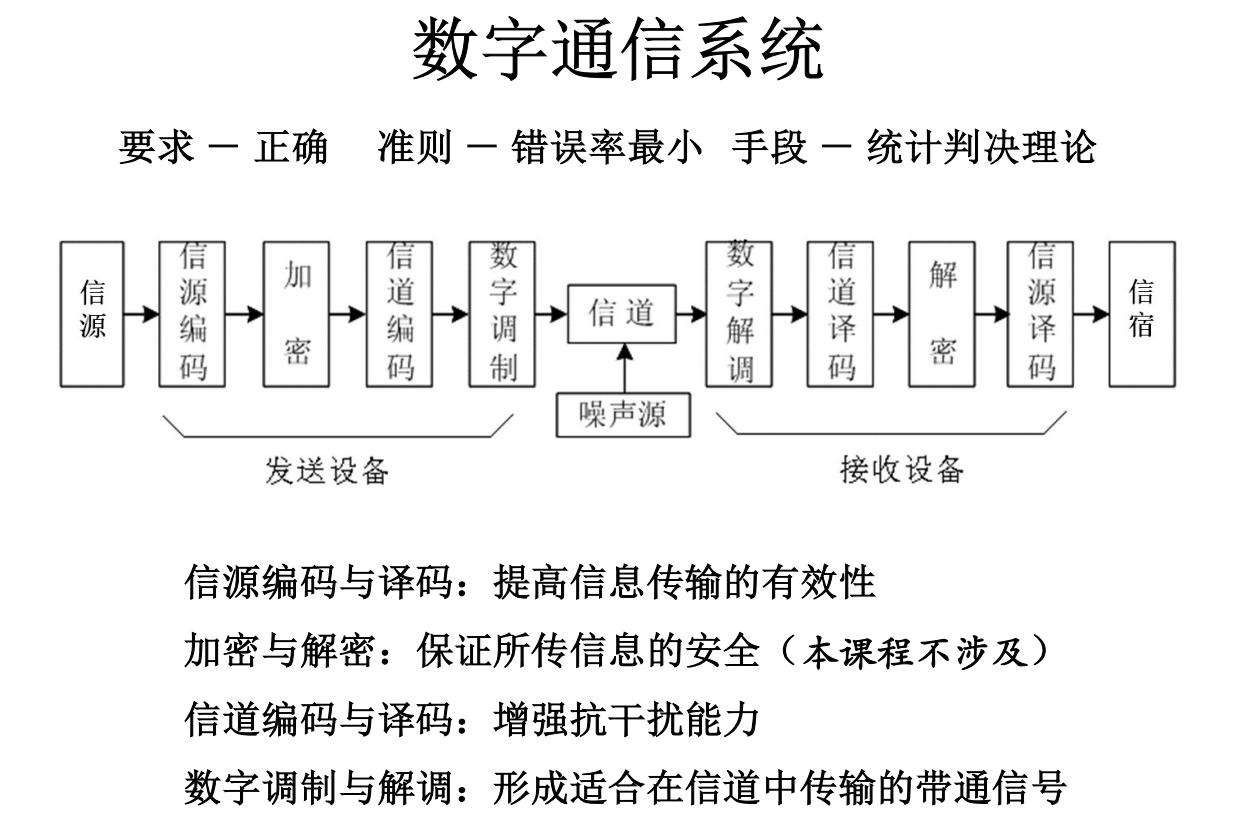 数字通信系统
要求 － 正确 准则 － 错误率最小 手段 － 统计判决理论
信源
信源编码
加密
信道编码
数字调制
信道
噪声源
数字解调
信道译码
解密
信源译码
信宿
发送设备
接收设备
信源编码与译码：提高信息传输的有效性
加密与解密：保证所传信息的安全（本课程不涉及）
信道编码与译码：增强抗干扰能力
数字调制与解调：形成适合在信道中传输的带通信号